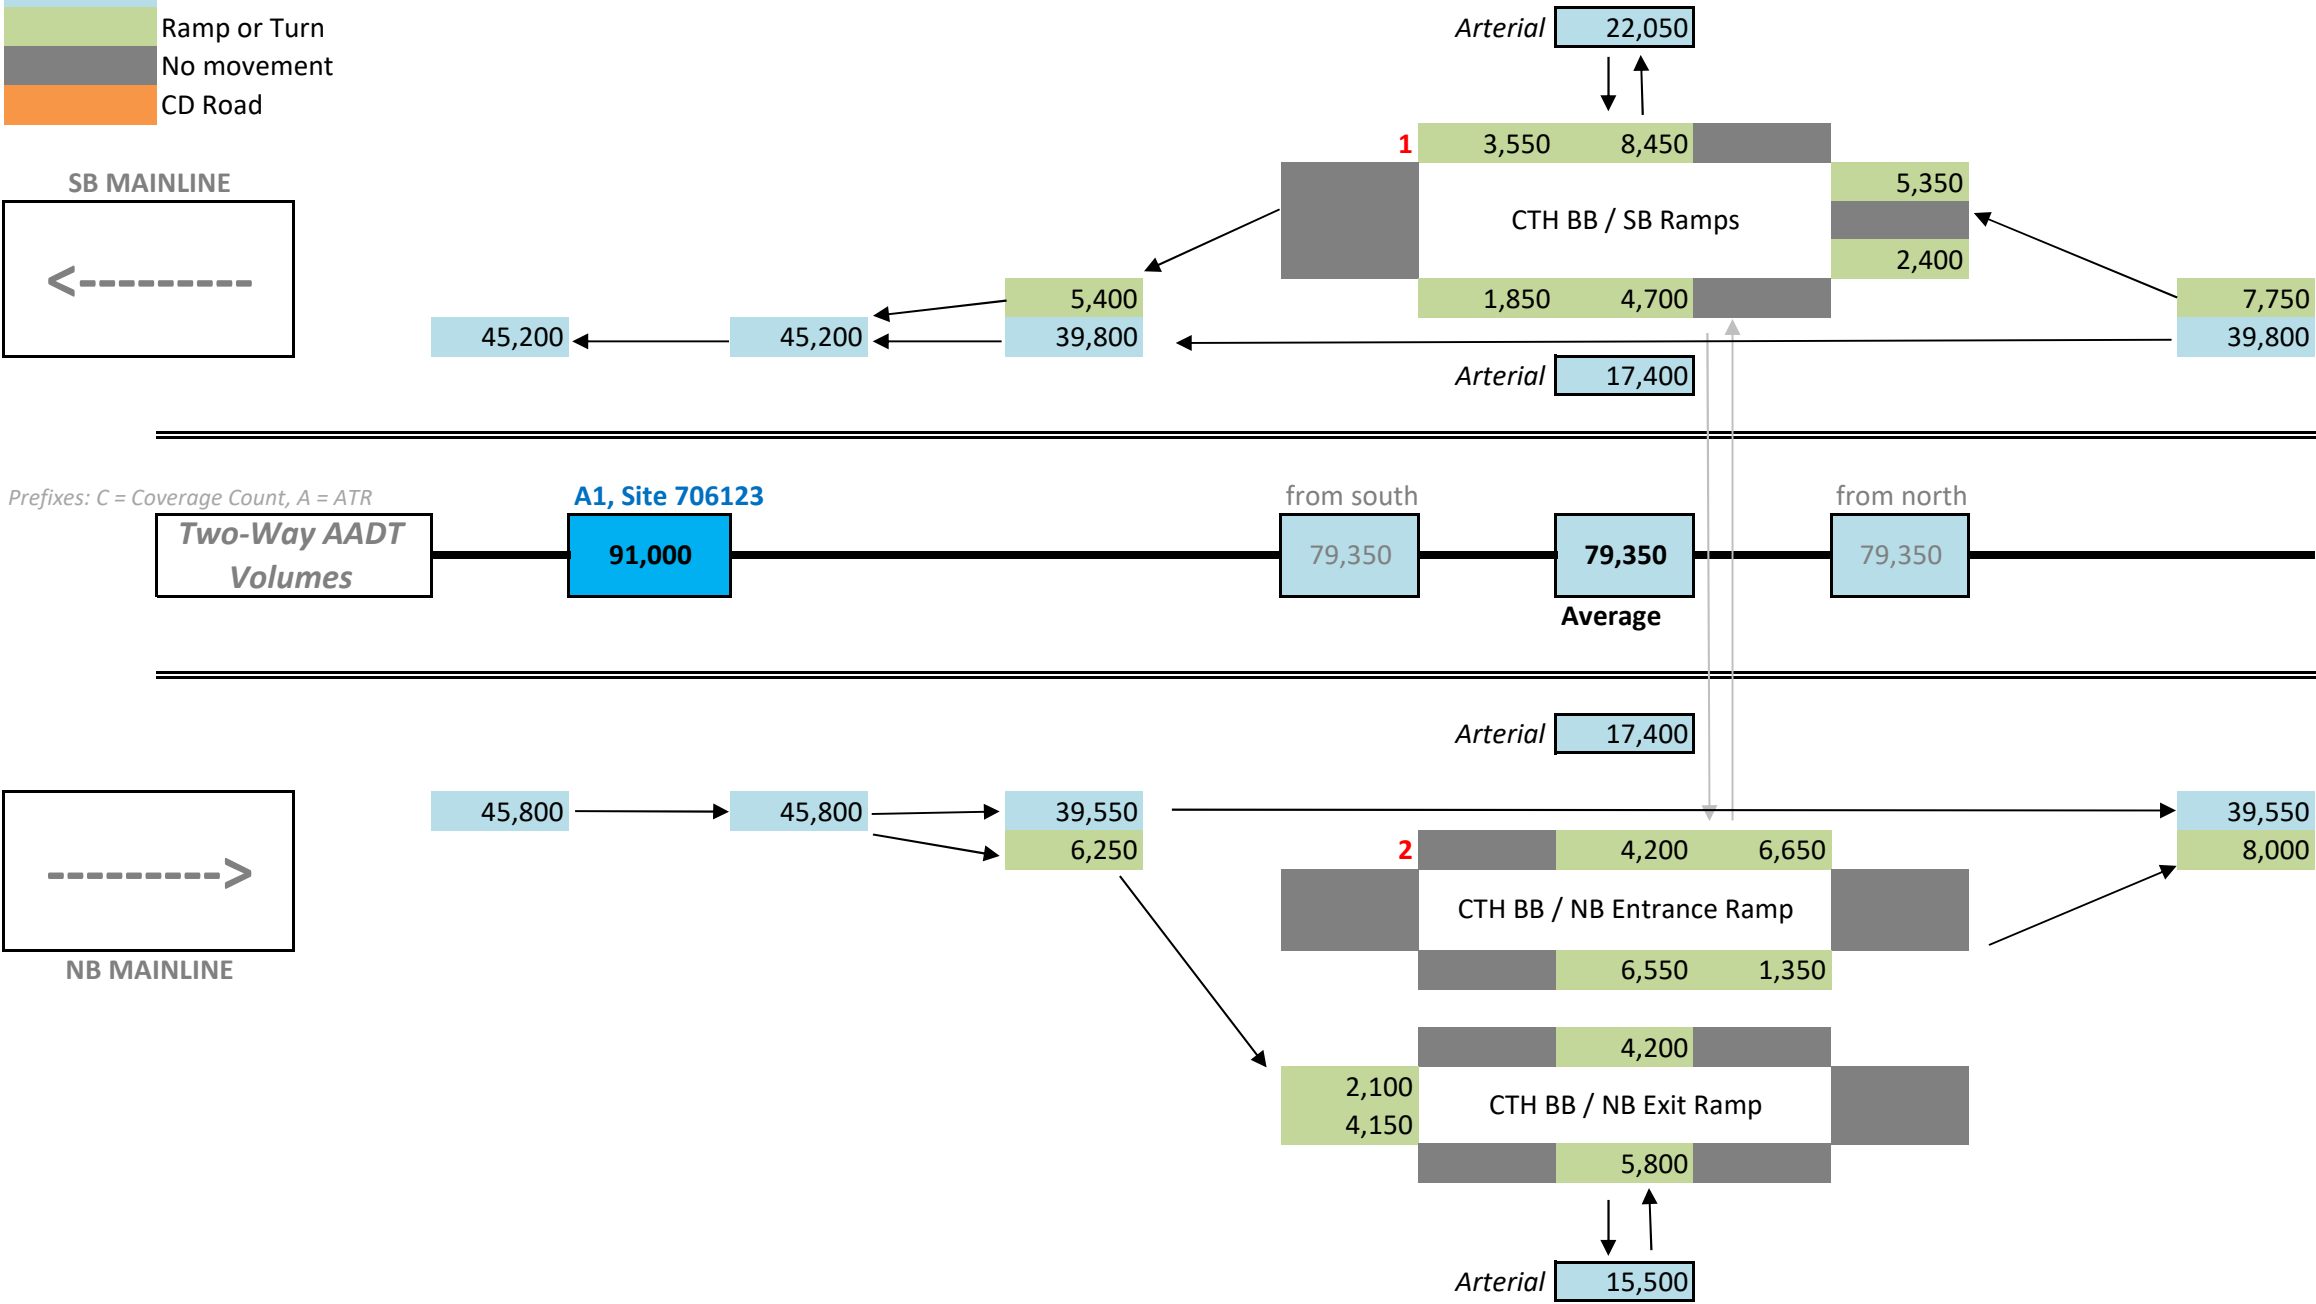 Ramp or Turn
No movement
CD Road
Arterial 22,050
1 3,550 8,450
SB MAINLINE
5,350
CTH BB / SB Ramps
<----------
2,400
5,400 1,850 4,700 7,750
45,200 45,200 39,800 39,800
Arterial 17,400
Prefixes: C = Coverage Count, A = ATR
A1, Site 706123
from south
from north
Two-Way AADT
Volumes
91,000 79,350 79,350 79,350
Average
Arterial 17,400
45,800 45,800 39,550 39,550
6,250 2 4,200 6,650 8,000
---------->
CTH BB / NB Entrance Ramp
NB MAINLINE
6,550 1,350
4,200
2,100
CTH BB / NB Exit Ramp
4,150
5,800
Arterial 15,500